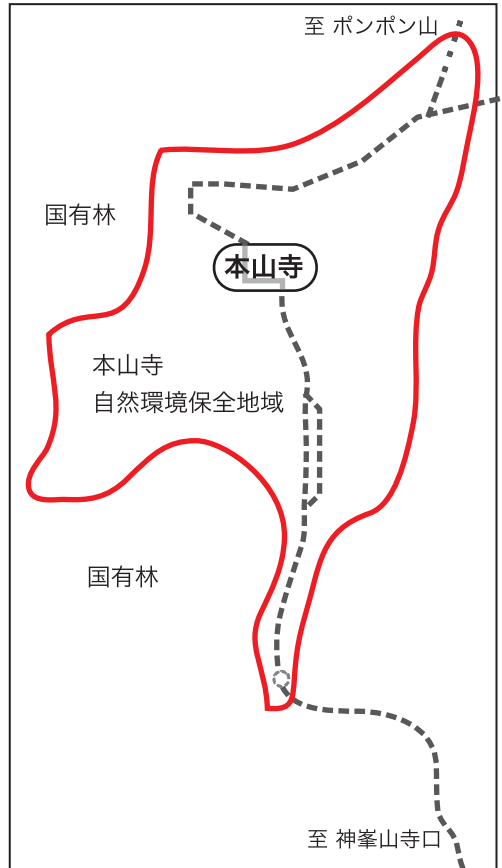 至 ポンポン山
国有林
本山寺
本山寺
自然環境保全地域
国有林
至 神峯山寺口